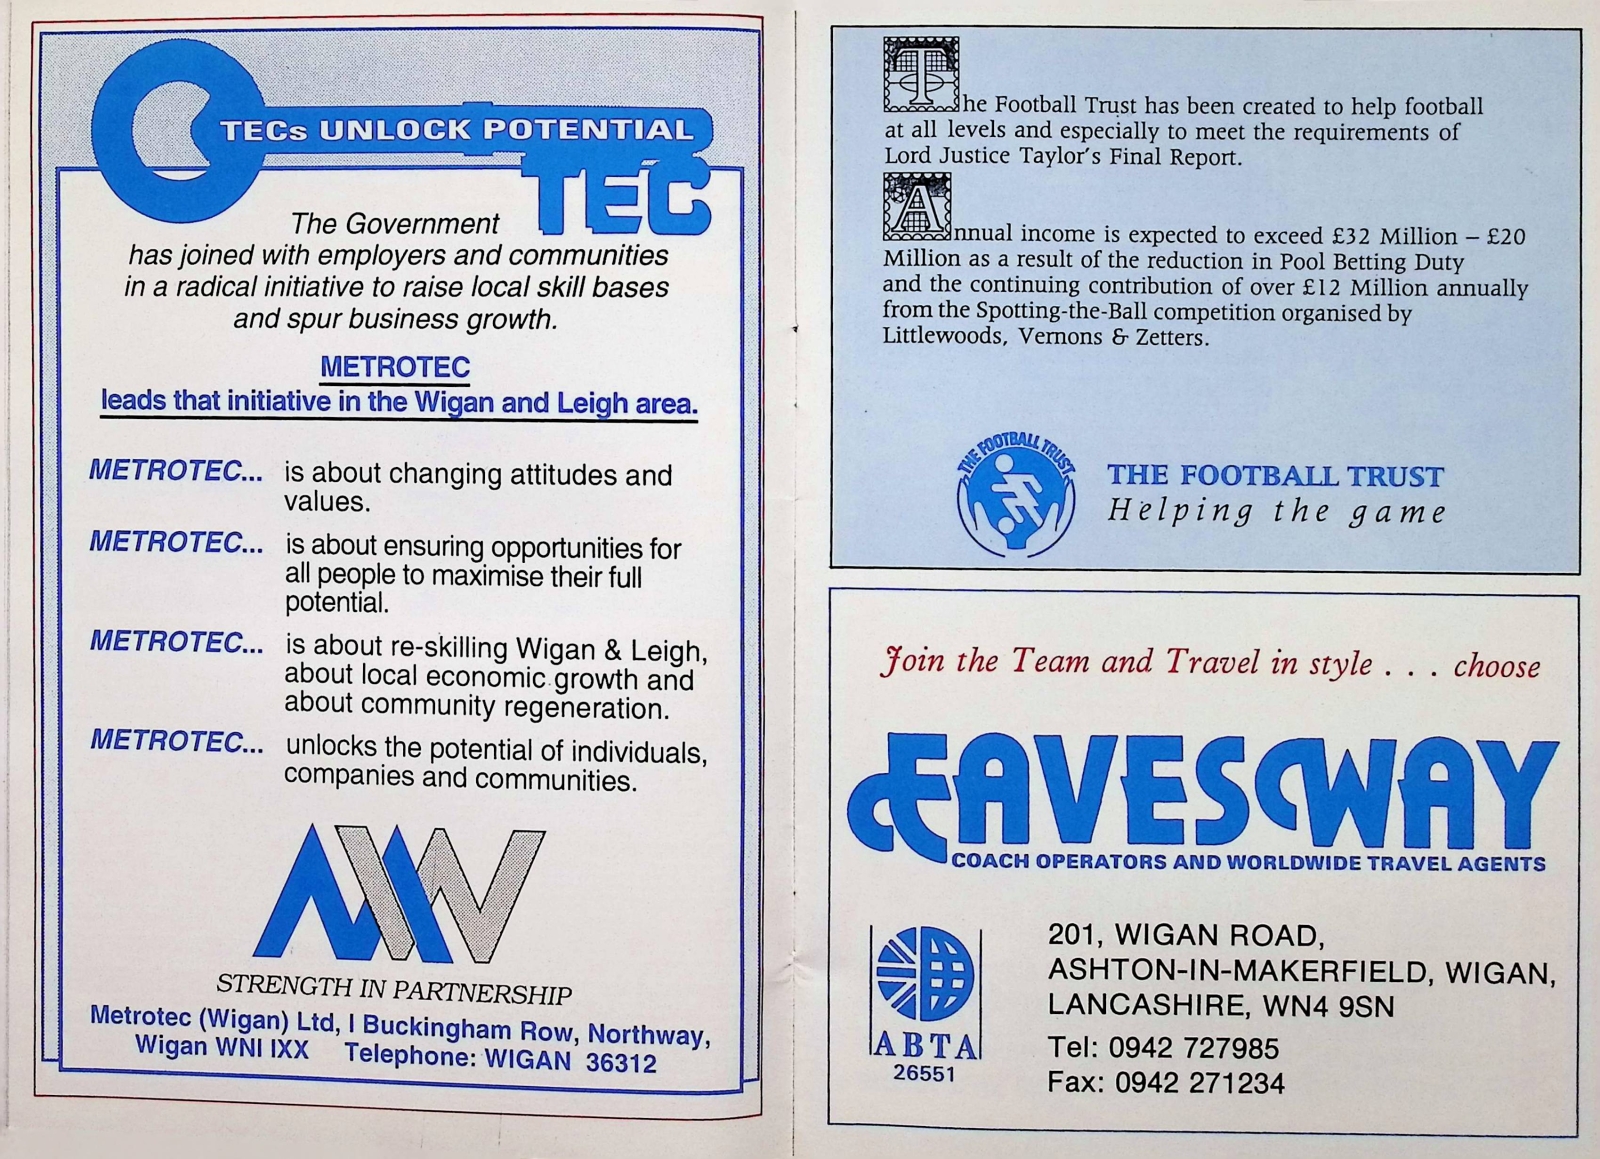 TECs UNLOCK POTENTIAL
TEC
The Government
has joined with employers and communities
in a radical initiative to raise local skill bases
and spur business growth.
METROTEC
leads that initiative in the Wigan and Leigh area.
METROTEC... is about changing attitudes and
values.
METROTEC... is about ensuring opportunities for
all people to maximise their full
potential.
METROTEC... is about re-skilling Wigan & Leigh,
about local economic growth and
about community regeneration.
METROTEC... unlocks the potential of individuals,
companies and communities.
MW
STRENGTH IN PARTNERSHIP
Metrotec (Wigan) Ltd, I Buckingham Row, Northway,
Wigan WNI IXX Telephone: WIGAN 36312
The Football Trust has been created to help football
at all levels and especially to meet the requirements of
Lord Justice Taylor's Final Report.
Annual income is expected to exceed £32 Million – £20
Million as a result of the reduction in Pool Betting Duty
and the continuing contribution of over £12 Million annually
from the Spotting-the-Ball competition organised by
Littlewoods, Vernons & Zetters.
THE FOOTBALL TRUST
THE FOOTBALL TRUST
Helping the game
Join the Team and Travel in style . . . choose
EAVESWAY
COACH OPERATORS AND WORLDWIDE TRAVEL AGENTS
ABTA
26551
201, WIGAN ROAD,
ASHTON-IN-MAKERFIELD, WIGAN,
LANCASHIRE, WN4 9SN
Tel: 0942 727985
Fax: 0942 271234